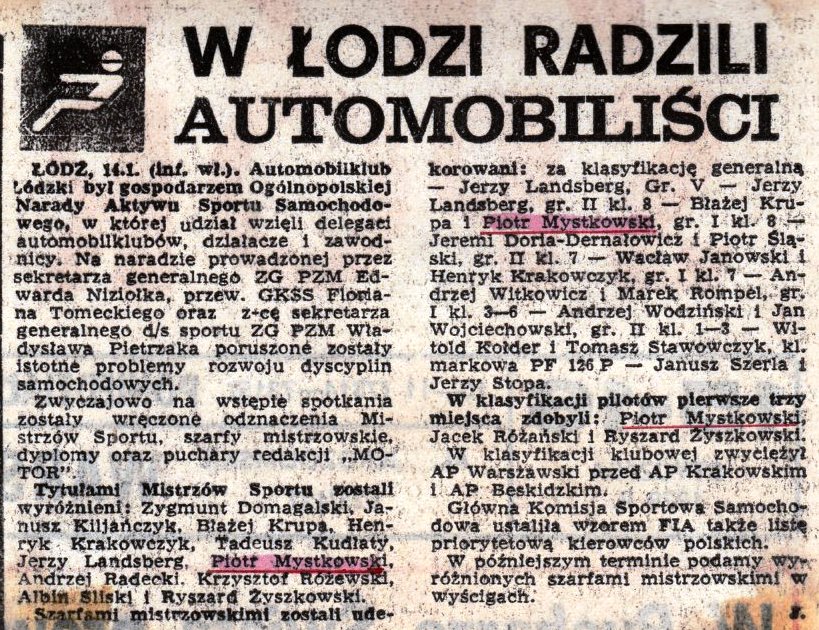 W ŁODZI RADZILI
AUTOMOBILIŚCI
ŁÓDŹ, 14.I. (inf. wł.). Automobilklub
Łódzki był gospodarzem Ogólnopolskiej
Narady Aktywu Sportu Samochodo-
wego, w której udział wzięli delegaci
automobilklubów, działacze i zawod-
nicy. Na naradzie prowadzonej przez
sekretarza generalnego ZG PZM Ed-
warda Niziołka, przew. GKSS Floria-
na Tomeckiego oraz z-cę sekretarza
generalnego d/s sportu ZG PZM Wła-
dysława Pietrzaka poruszone zostały
istotne problemy rozwoju dyscyplin
samochodowych.
Zwyczajowo na wstępie spotkania
zostały wręczone odznaczenia Mi-
strzów Sportu, szarfy mistrzowskie,
dyplomy oraz puchary redakcji „MO-
TOR”.
Tytułami Mistrzów Sportu zostali
wyróżnieni: Zygmunt Domagalski, Ja-
nusz Kiljańczyk, Błażej Krupa, Hen-
ryk Krakowczyk, Tadeusz Kudłaty,
Jerzy Landsberg, Piotr Mystkowski,
Andrzej Radecki, Krzysztof Różewski,
Albin Śliski i Ryszard Żyszkowski.
Szarfami mistrzowskimi zostali ude-
korowani: za klasyfikację generalną
— Jerzy Landsberg, Gr. V — Jerzy
Landsberg, gr. II kl. 8 — Błażej Kru-
pa i Piotr Mystkowski, gr. I kl. 8 —
Jeremi Doria-Dernałowicz i Piotr Ślą-
ski, gr. II kl. 7 — Wacław Janowski i
Henryk Krakowczyk, gr. I kl. 7 — An-
drzej Witkowicz i Marek Rompel, gr.
I kl. 3—6 — Andrzej Wodziński i Jan
Wojciechowski, gr. II kl. 1—3 — Wi-
told Kołder i Tomasz Stawowczyk, kl.
markowa PF 126 P — Janusz Szerla i
Jerzy Stopa.
W klasyfikacji pilotów pierwsze trzy
miejsca zdobyli: Piotr Mystkowski,
Jacek Różański i Ryszard Żyszkowski.
W klasyfikacji klubowej zwyciężył
AP Warszawski przed AP Krakowskim
i AP Beskidzkim.
Główna Komisja Sportowa Samocho-
dowa ustaliła wzorem FIA także listę
priorytetową kierowców polskich.
W późniejszym terminie podamy wy-
różnionych szarfami mistrzowskimi w
wyścigach.